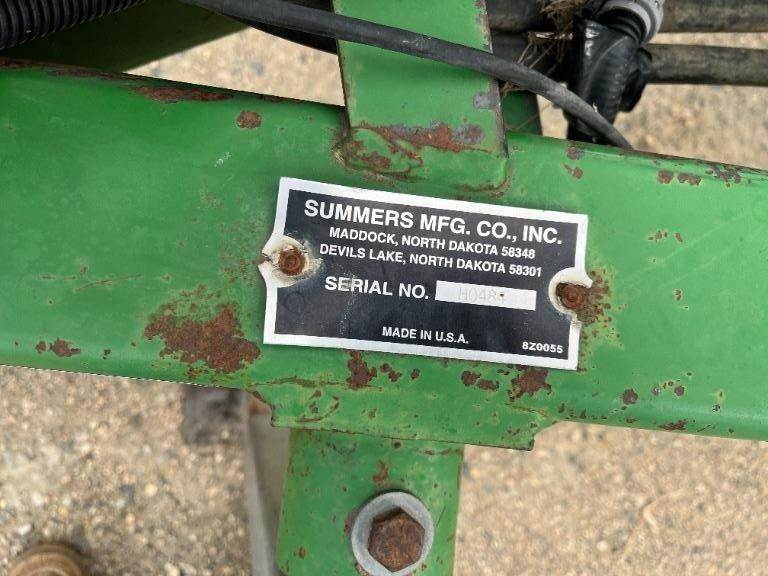 SUMMERS MFG. CO., INC.
MADDOCK, NORTH DAKOTA 58348
DEVILS LAKE, NORTH DAKOTA 58301
SERIAL NO.
MADE IN U.S.A.
8Z0055